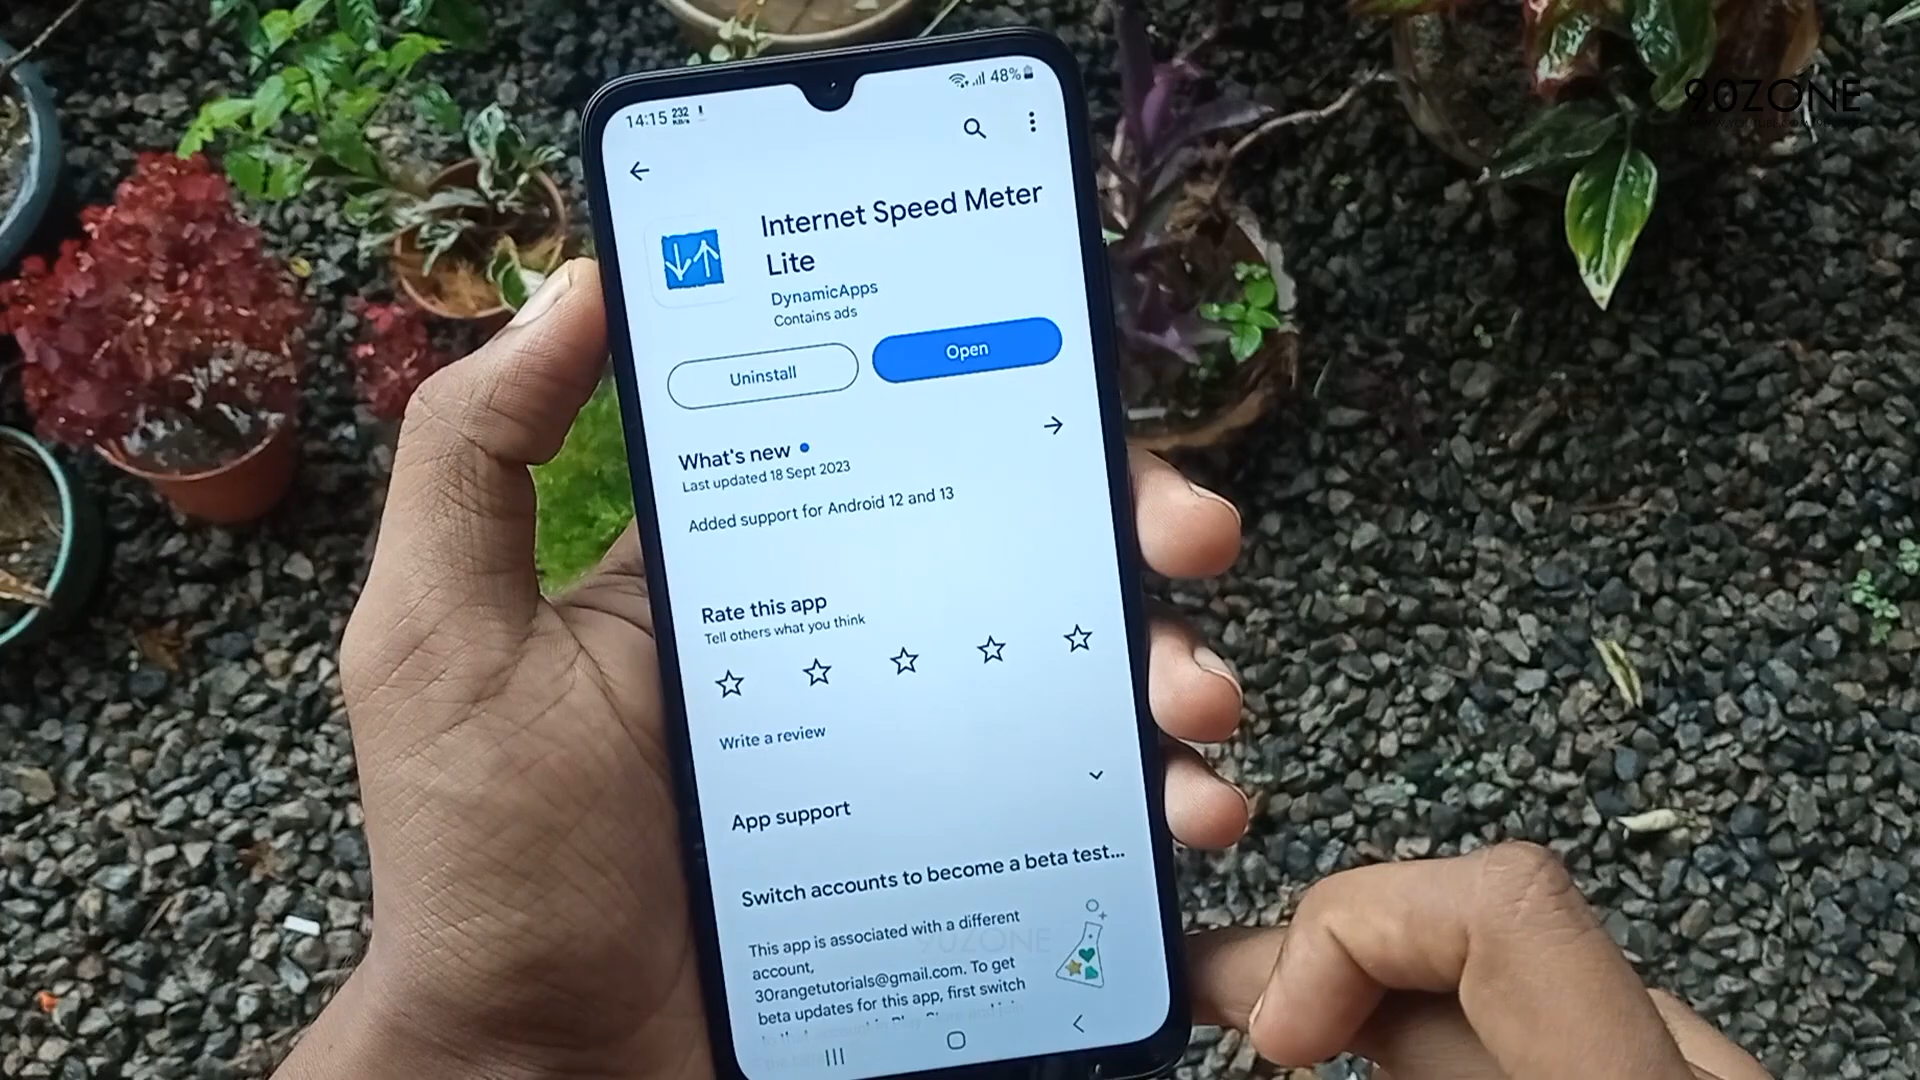 90ZONE
14:15 232 KB/s
48%
Internet Speed Meter
Lite
DynamicApps
Contains ads
Uninstall
Open
What's new
Last updated 18 Sept 2023
Added support for Android 12 and 13
Rate this app
Tell others what you think
Write a review
App support
Switch accounts to become a beta test...
This app is associated with a different
account,
30rangetutorials@gmail.com. To get
beta updates for this app, first switch
90ZONE